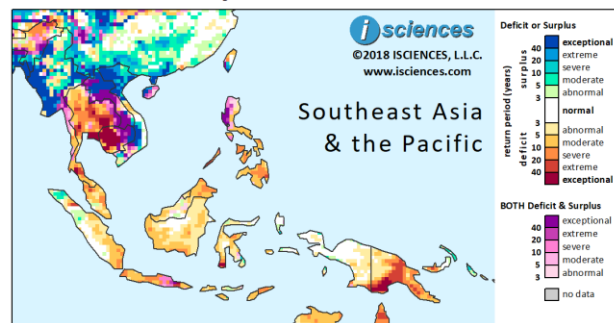 i sciences
©2018 ISCIENCES, L.L.C.
www.isciences.com
Southeast Asia
& the Pacific
Deficit or Surplus
return period (years)
surplus
40
20
10
5
3
exceptional
extreme
severe
moderate
abnormal
normal
deficit
3
5
10
20
40
abnormal
moderate
severe
extreme
exceptional
BOTH Deficit & Surplus
40
20
10
5
3
exceptional
extreme
severe
moderate
abnormal
no data